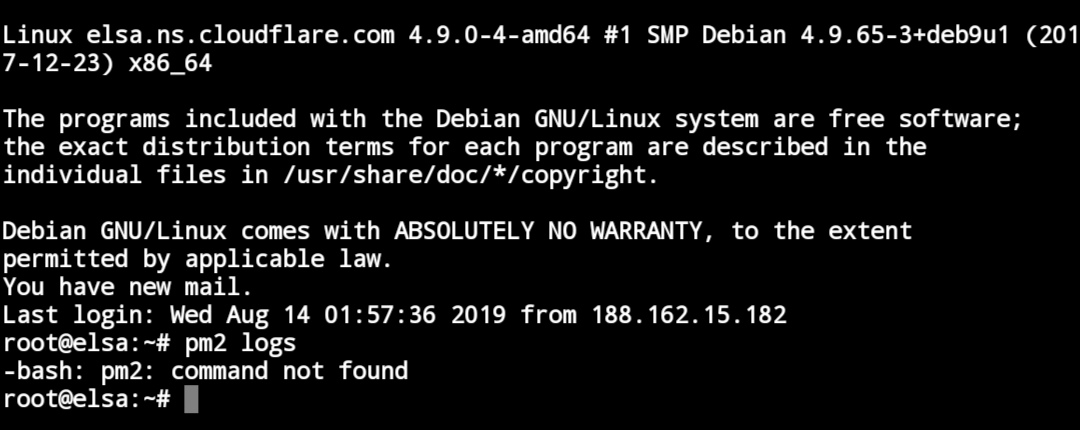 Linux elsa.ns.cloudflare.com 4.9.0-4-amd64 #1 SMP Debian 4.9.65-3+deb9u1 (201
7-12-23) x86_64
The programs included with the Debian GNU/Linux system are free software;
the exact distribution terms for each program are described in the
individual files in /usr/share/doc/*/copyright.
Debian GNU/Linux comes with ABSOLUTELY NO WARRANTY, to the extent
permitted by applicable law.
You have new mail.
Last login: Wed Aug 14 01:57:36 2019 from 188.162.15.182
root@elsa:~# pm2 logs
-bash: pm2: command not found
root@elsa:~#